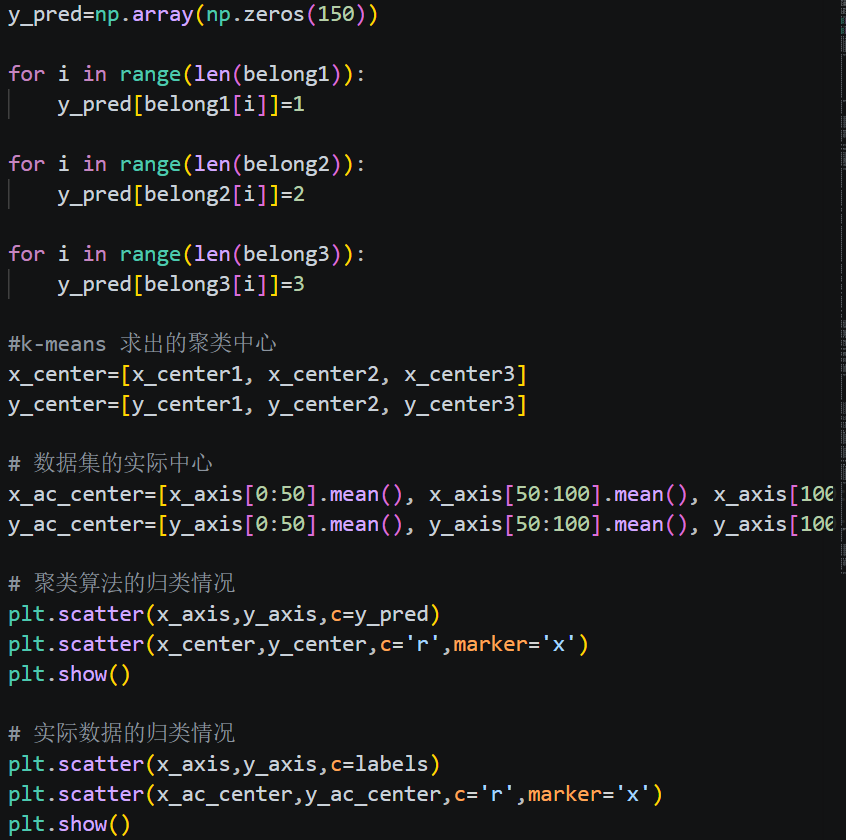 y_pred=np.array(np.zeros(150))
for i in range(len(belong1)):
    y_pred[belong1[i]]=1
for i in range(len(belong2)):
    y_pred[belong2[i]]=2
for i in range(len(belong3)):
    y_pred[belong3[i]]=3
#k-means 求出的聚类中心
x_center=[x_center1, x_center2, x_center3]
y_center=[y_center1, y_center2, y_center3]
# 数据集的实际中心
x_ac_center=[x_axis[0:50].mean(), x_axis[50:100].mean(), x_axis[100
y_ac_center=[y_axis[0:50].mean(), y_axis[50:100].mean(), y_axis[100
# 聚类算法的归类情况
plt.scatter(x_axis,y_axis,c=y_pred)
plt.scatter(x_center,y_center,c='r',marker='x')
plt.show()
# 实际数据的归类情况
plt.scatter(x_axis,y_axis,c=labels)
plt.scatter(x_ac_center,y_ac_center,c='r',marker='x')
plt.show()